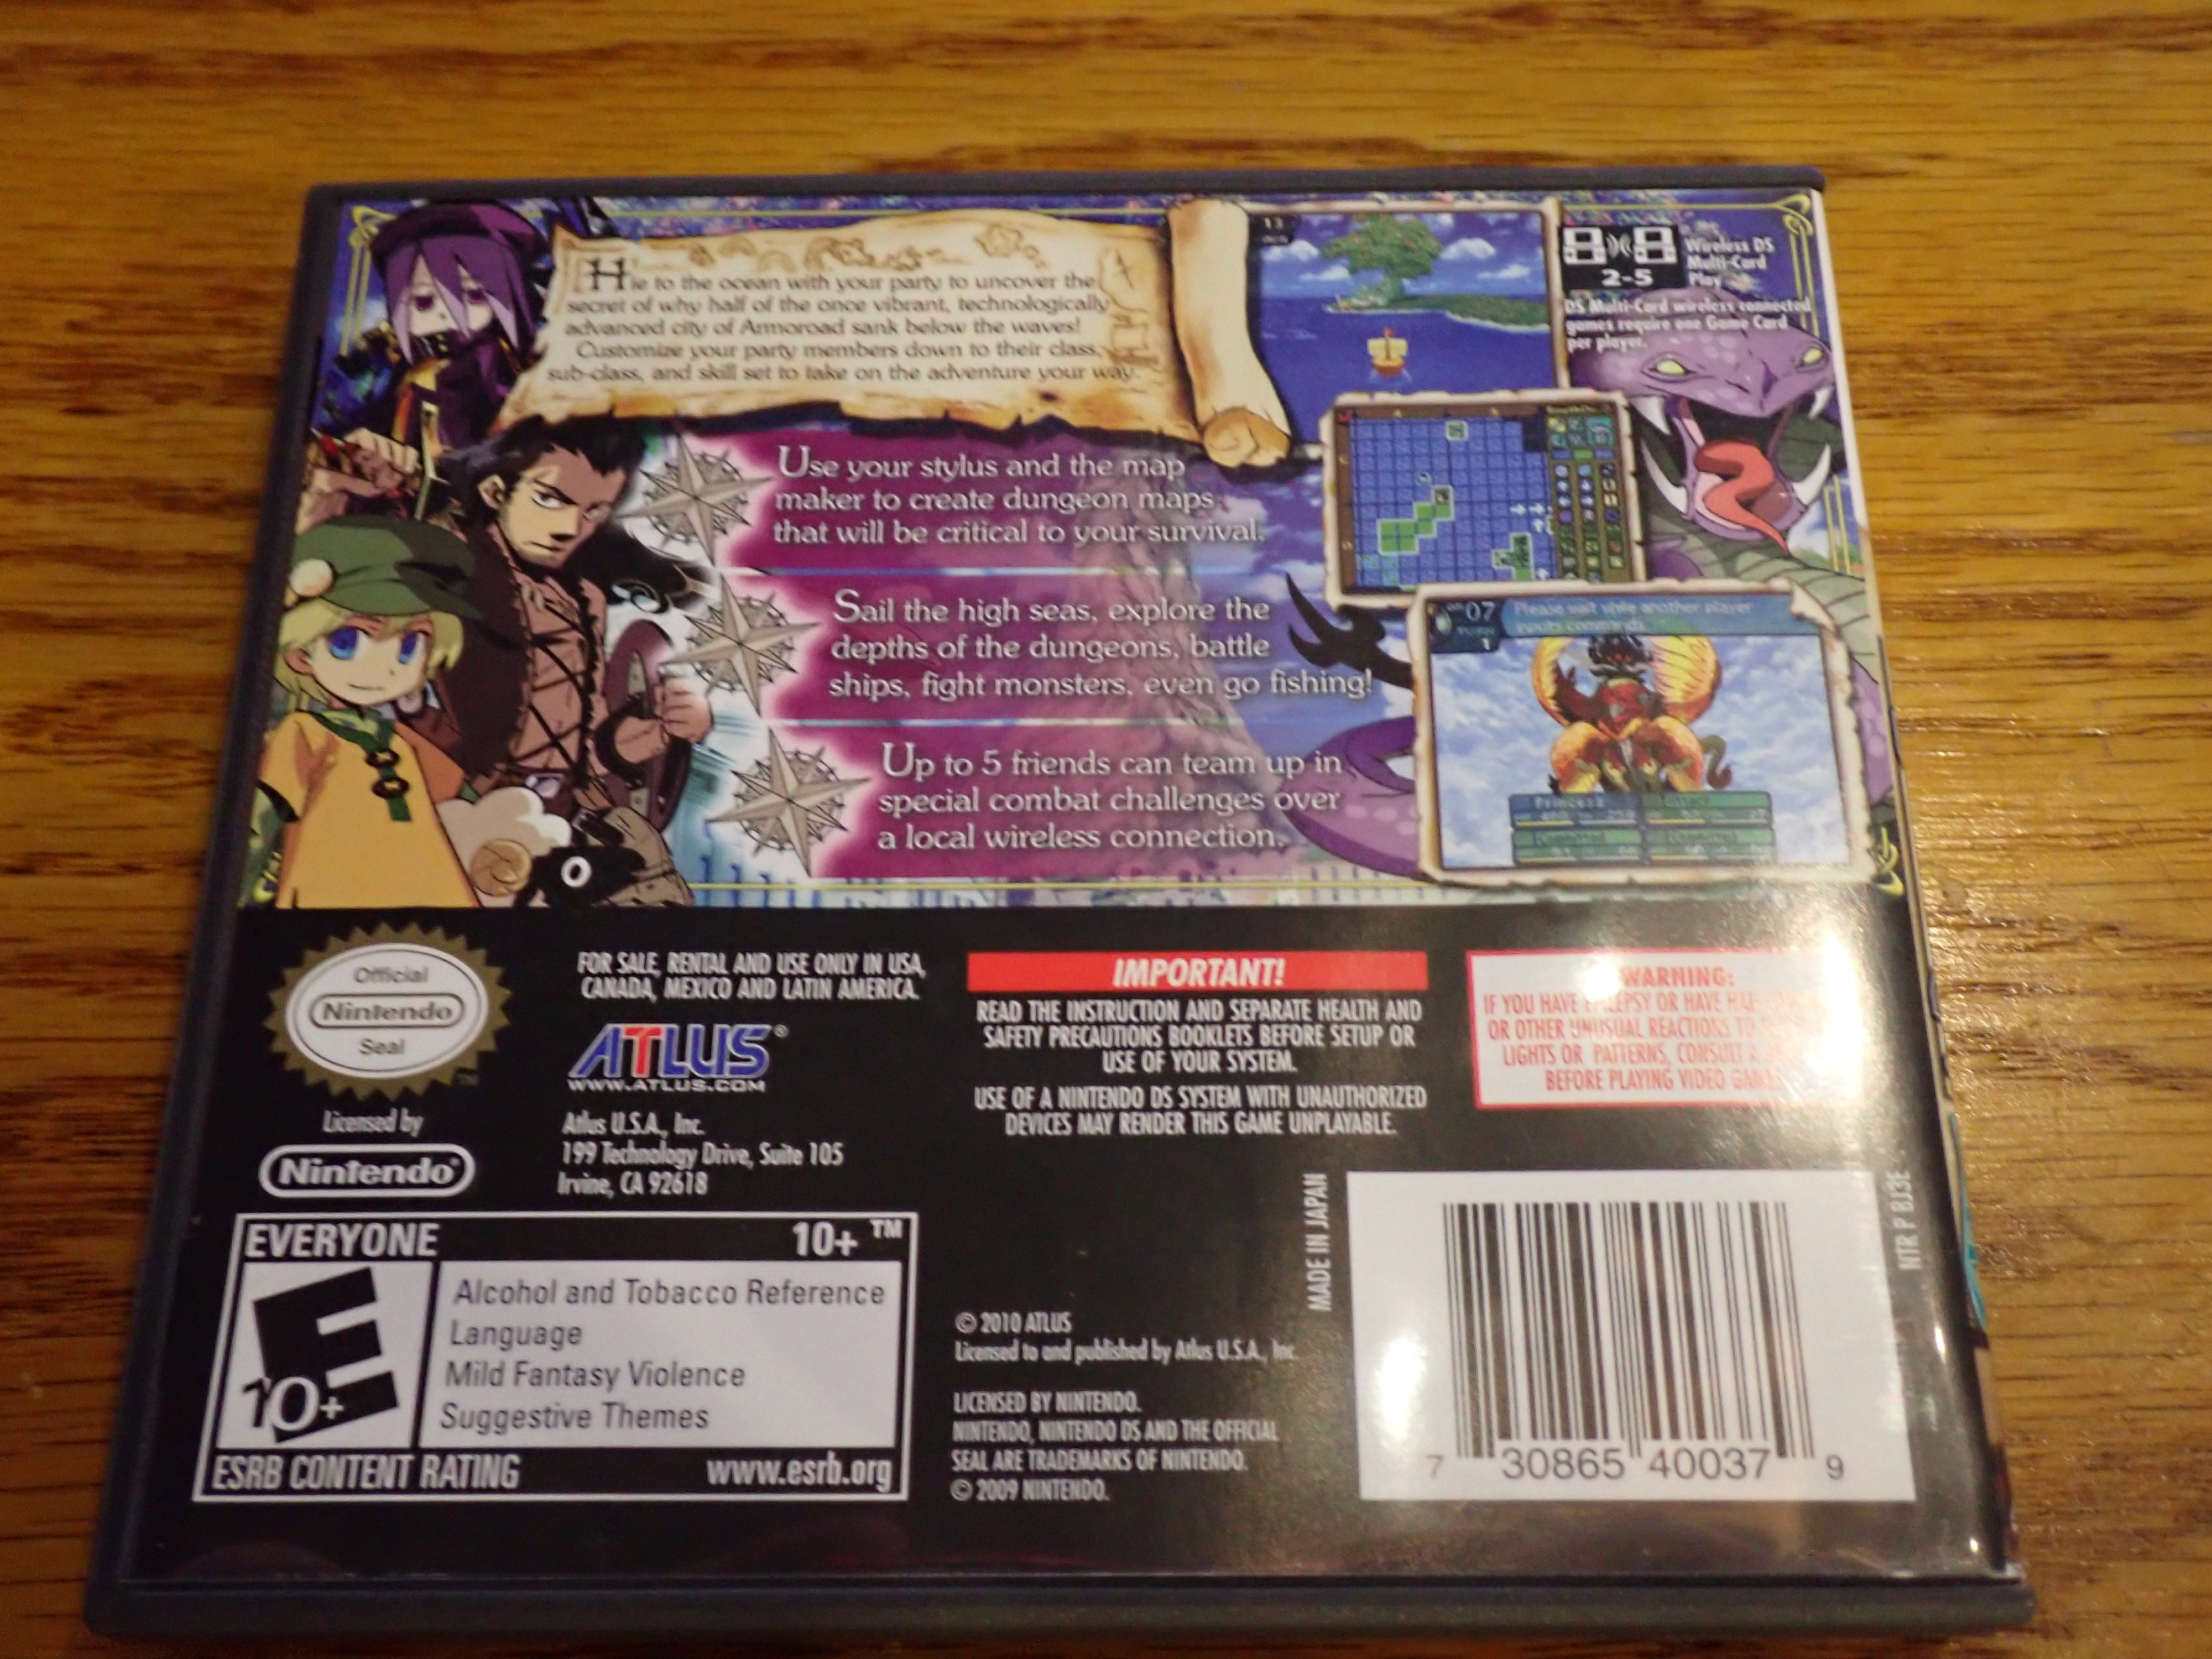 Hie to the ocean with your party to uncover the
secret of why half of the once vibrant, technologically
advanced city of Armoroad sank below the waves!
Customize your party members down to their class,
sub-class, and skill set to take on the adventure your way.
13
2-5
Wireless DS
Multi-Card
Play
DS Multi-Card wireless connected
games require one Game Card
per player.
Use your stylus and the map
maker to create dungeon maps
that will be critical to your survival.
Sail the high seas, explore the
depths of the dungeons, battle
ships, fight monsters, even go fishing!
Up to 5 friends can team up in
special combat challenges over
a local wireless connection.
07
TURN
1
Please wait while another player
inputs commands.
Princess
Official
Nintendo
Seal
TM
Licensed by
Nintendo®
FOR SALE, RENTAL AND USE ONLY IN USA,
CANADA, MEXICO AND LATIN AMERICA.
ATLUS®
WWW.ATLUS.COM
Atlus U.S.A., Inc.
199 Technology Drive, Suite 105
Irvine, CA 92618
IMPORTANT!
READ THE INSTRUCTION AND SEPARATE HEALTH AND
SAFETY PRECAUTIONS BOOKLETS BEFORE SETUP OR
USE OF YOUR SYSTEM.
USE OF A NINTENDO DS SYSTEM WITH UNAUTHORIZED
DEVICES MAY RENDER THIS GAME UNPLAYABLE.
WARNING:
IF YOU HAVE EPILEPSY OR HAVE HAD
OR OTHER UNUSUAL REACTIONS TO
LIGHTS OR PATTERNS, CONSULT A
BEFORE PLAYING VIDEO GAMES
EVERYONE 10+ ™
E
10+
Alcohol and Tobacco Reference
Language
Mild Fantasy Violence
Suggestive Themes
ESRB CONTENT RATING www.esrb.org
© 2010 ATLUS
Licensed to and published by Atlus U.S.A., Inc.
LICENSED BY NINTENDO.
NINTENDO, NINTENDO DS AND THE OFFICIAL
SEAL ARE TRADEMARKS OF NINTENDO.
© 2009 NINTENDO.
MADE IN JAPAN
7 30865 40037 9
NTR P BJ3E